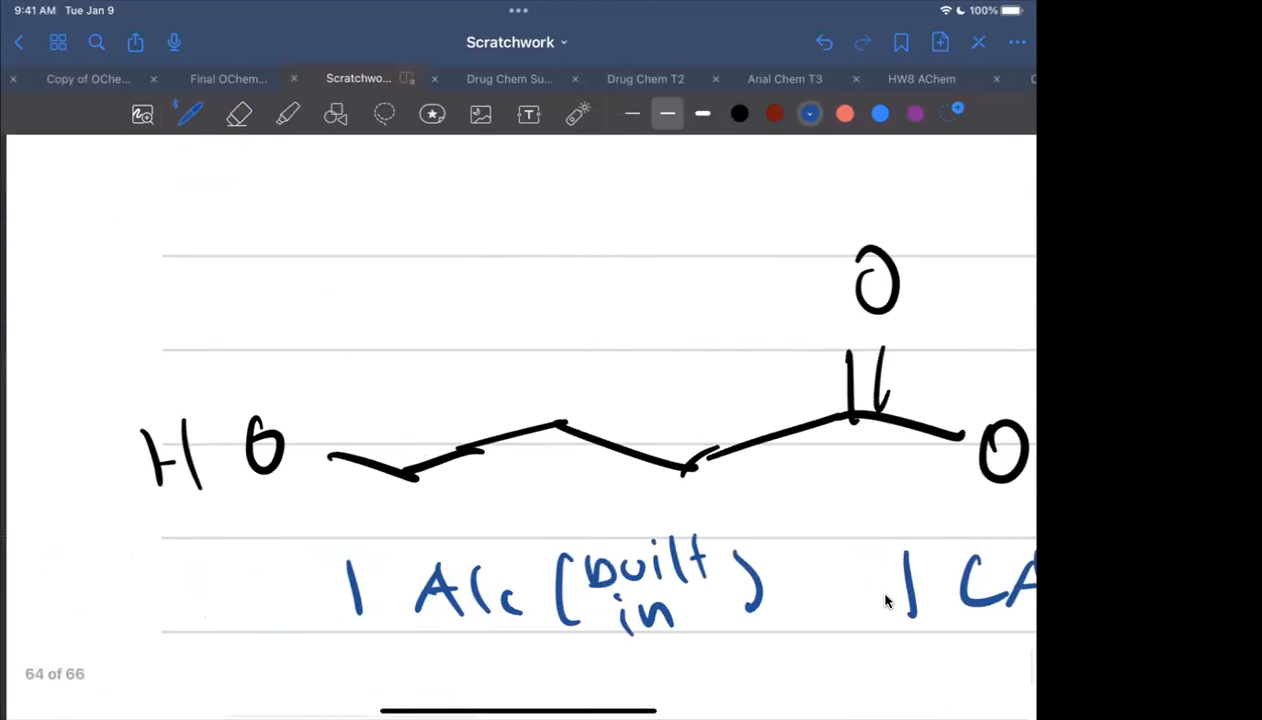 9:41 AM Tue Jan 9
100%
Scratchwork
Copy of OChe...
Final OChem...
Scratchwo...
Drug Chem Su...
Drug Chem T2
Anal Chem T3
HW8 AChem
T
O
H O
O
1 Alc (built in) 1 CA
64 of 66